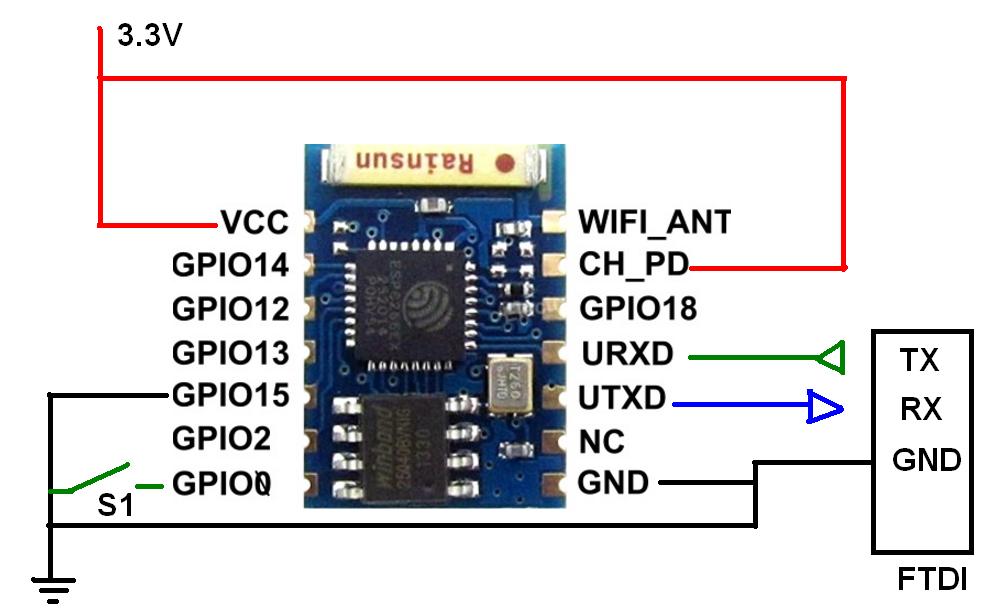 3.3V
Rainsun
VCC
WIFI_ANT
GPIO14
CH_PD
GPIO12
GPIO18
GPIO13
URXD
TX
GPIO15
UTXD
RX
GPIO2
NC
GND
GPIO0
GND
S1
FTDI
winbond